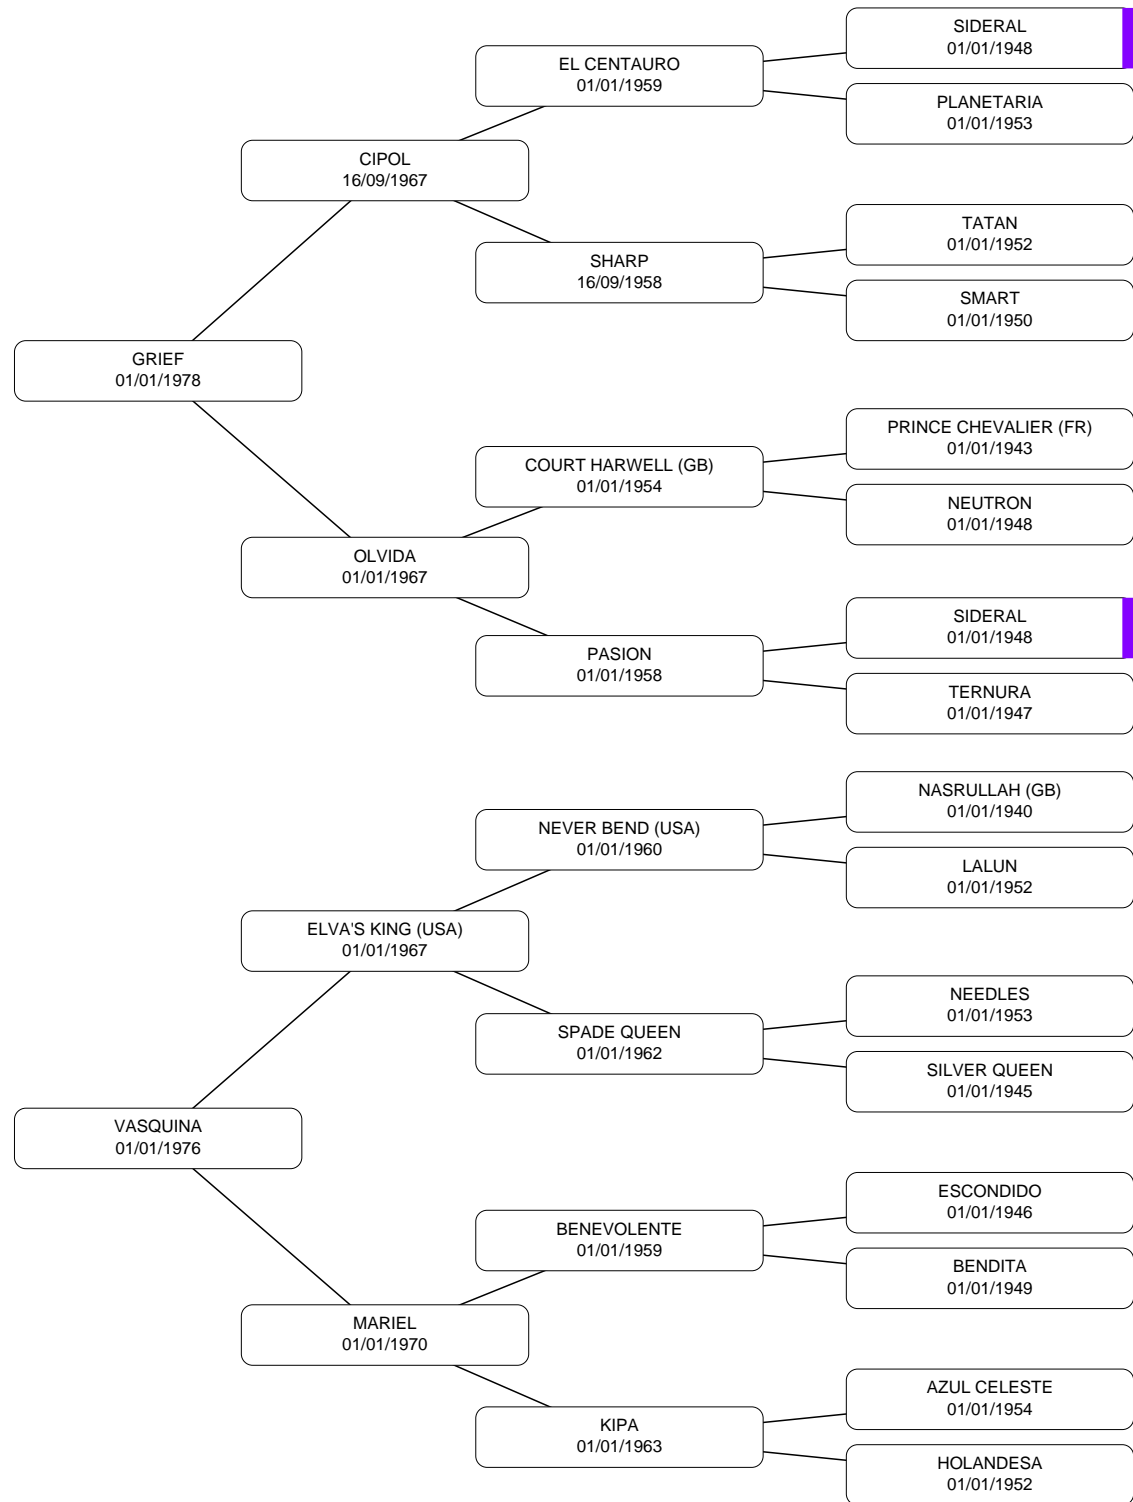 SIDERAL
01/01/1948
EL CENTAURO
01/01/1959
PLANETARIA
01/01/1953
CIPOL
16/09/1967
TATAN
01/01/1952
SHARP
16/09/1958
SMART
01/01/1950
GRIEF
01/01/1978
PRINCE CHEVALIER (FR)
01/01/1943
COURT HARWELL (GB)
01/01/1954
NEUTRON
01/01/1948
OLVIDA
01/01/1967
SIDERAL
01/01/1948
PASION
01/01/1958
TERNURA
01/01/1947
NASRULLAH (GB)
01/01/1940
NEVER BEND (USA)
01/01/1960
LALUN
01/01/1952
ELVA'S KING (USA)
01/01/1967
NEEDLES
01/01/1953
SPADE QUEEN
01/01/1962
SILVER QUEEN
01/01/1945
VASQUINA
01/01/1976
ESCONDIDO
01/01/1946
BENEVOLENTE
01/01/1959
BENDITA
01/01/1949
MARIEL
01/01/1970
AZUL CELESTE
01/01/1954
KIPA
01/01/1963
HOLANDESA
01/01/1952